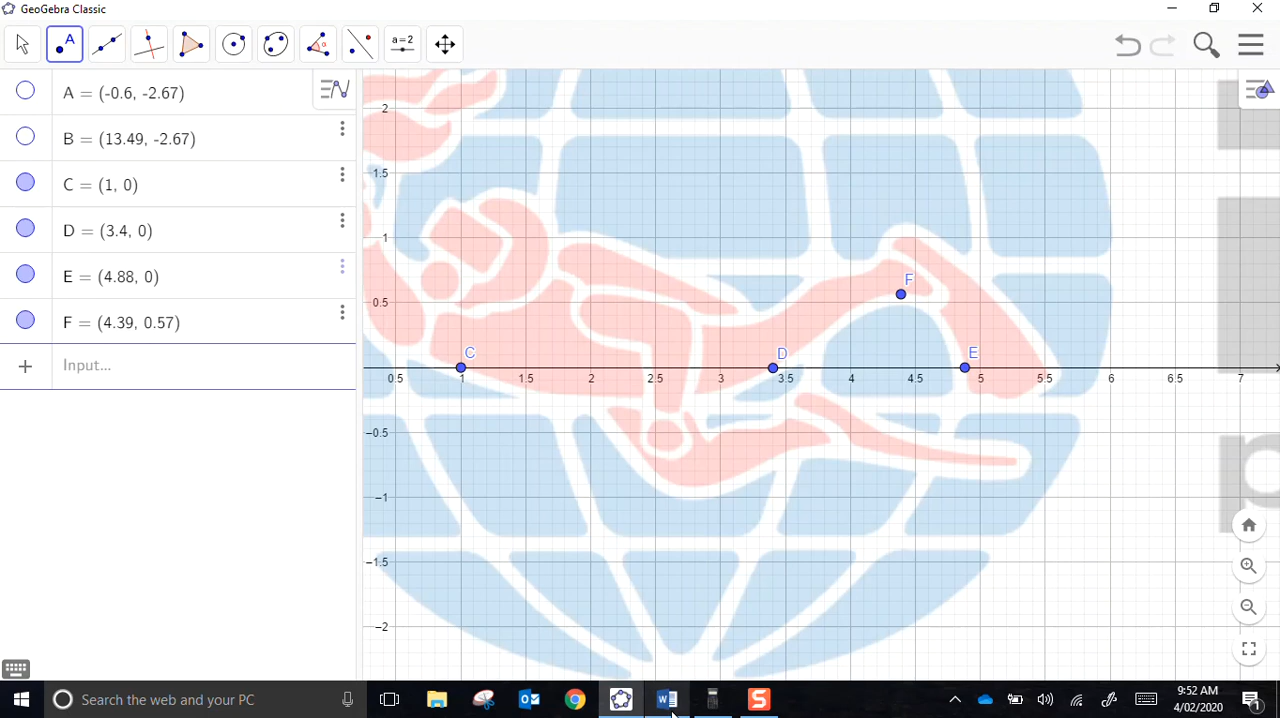 GeoGebra Classic
A
a=2
A = (-0.6, -2.67)
B = (13.49, -2.67)
C = (1, 0)
D = (3.4, 0)
E = (4.88, 0)
F = (4.39, 0.57)
Input...
2
1.5
1
0.5
−0.5
−1
−1.5
−2
0.5 1 1.5 2 2.5 3 3.5 4 4.5 5 5.5 6 6.5 7
C
D
E
F
p
Search the web and your PC
9:52 AM
4/02/2020
1